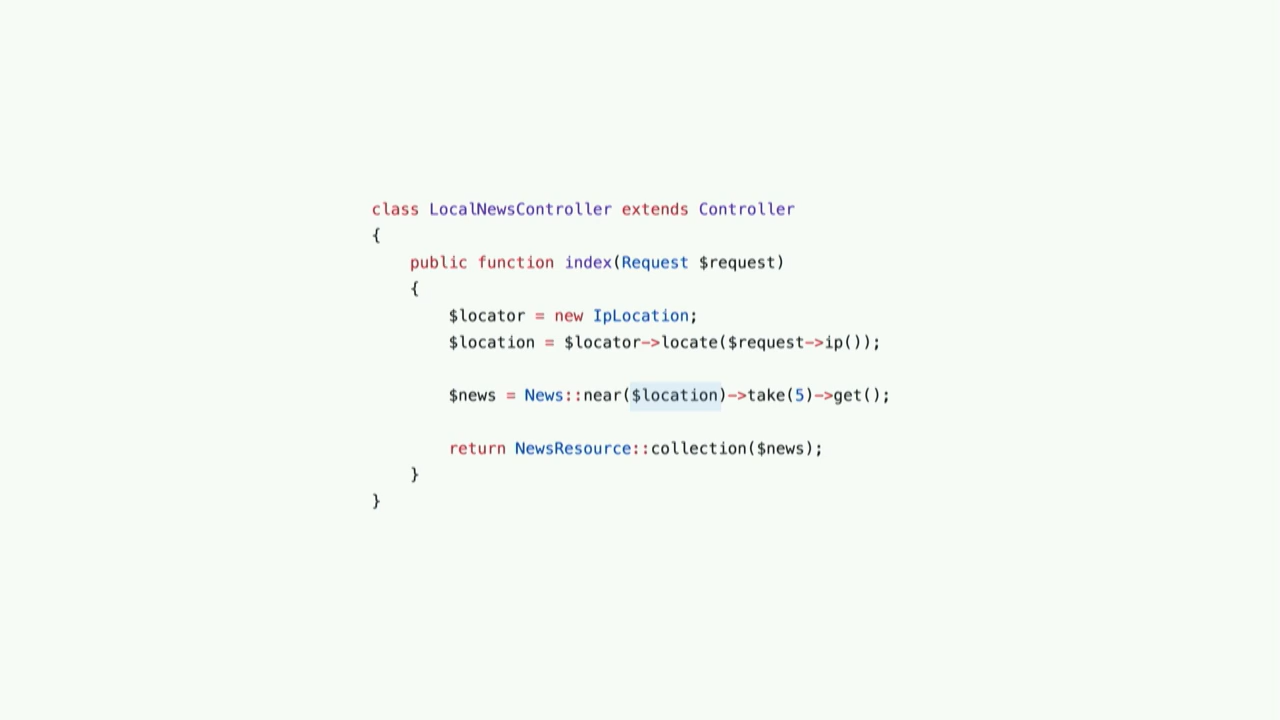 class LocalNewsController extends Controller
{
    public function index(Request $request)
    {
        $locator = new IpLocation;
        $location = $locator->locate($request->ip());

        $news = News::near($location)->take(5)->get();

        return NewsResource::collection($news);
    }
}